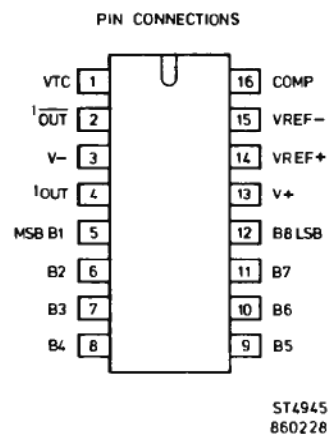 PIN CONNECTIONS
VTC 1
16 COMP
I̅O̅U̅T̅ 2
15 VREF-
V- 3
14 VREF+
IOUT 4
13 V+
MSB B1 5
12 B8 LSB
B2 6
11 B7
B3 7
10 B6
B4 8
9 B5
ST4945
860228